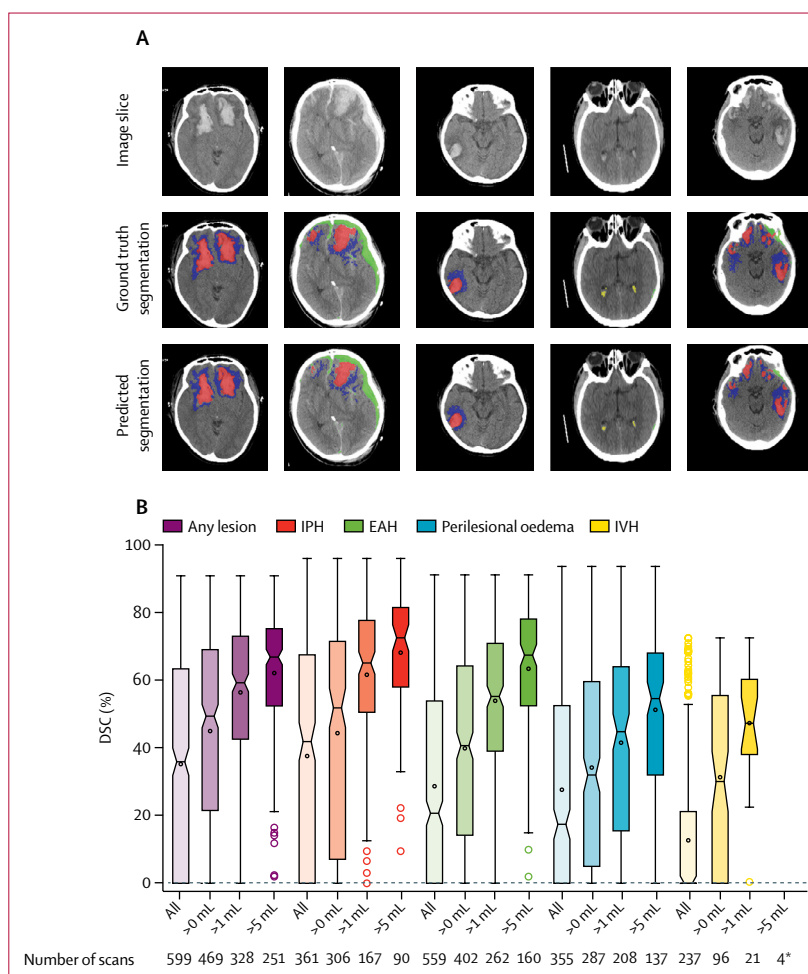 A
Image slice
Ground truth
segmentation
Predicted
segmentation
B
Any lesion IPH EAH Perilesional oedema IVH
100
80
60
40
20
0
DSC (%)
All >0 mL >1 mL >5 mL All >0 mL >1 mL >5 mL All >0 mL >1 mL >5 mL All >0 mL >1 mL >5 mL All >0 mL >1 mL >5 mL
Number of scans 599 469 328 251 361 306 167 90 559 402 262 160 355 287 208 137 237 96 21 4*